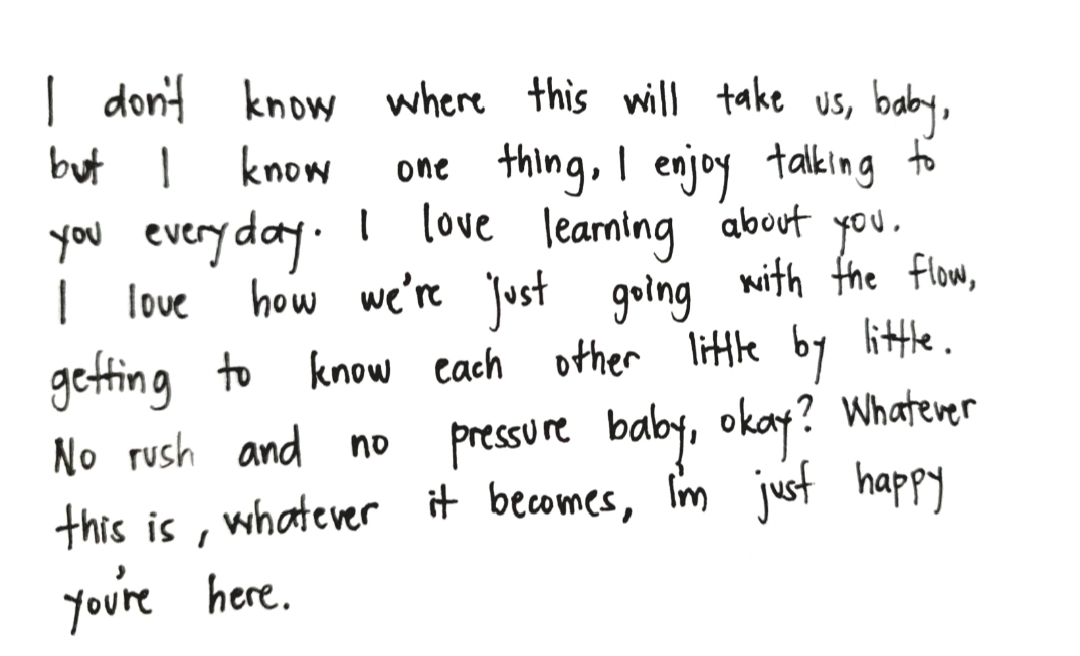 I don't know where this will take us, baby,
but I know one thing, I enjoy talking to
you everyday. I love learning about you.
I love how we're just going with the flow,
getting to know each other little by little.
No rush and no pressure baby, okay? Whatever
this is, whatever it becomes, I'm just happy
you're here.